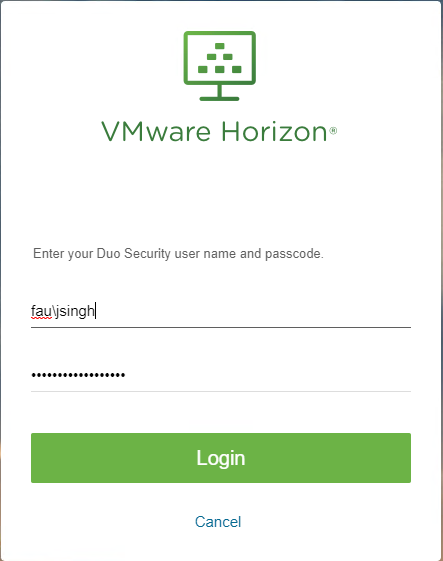 VMware Horizon®
Enter your Duo Security user name and passcode.
fau\jsingh
••••••••••••••••••
Login
Cancel